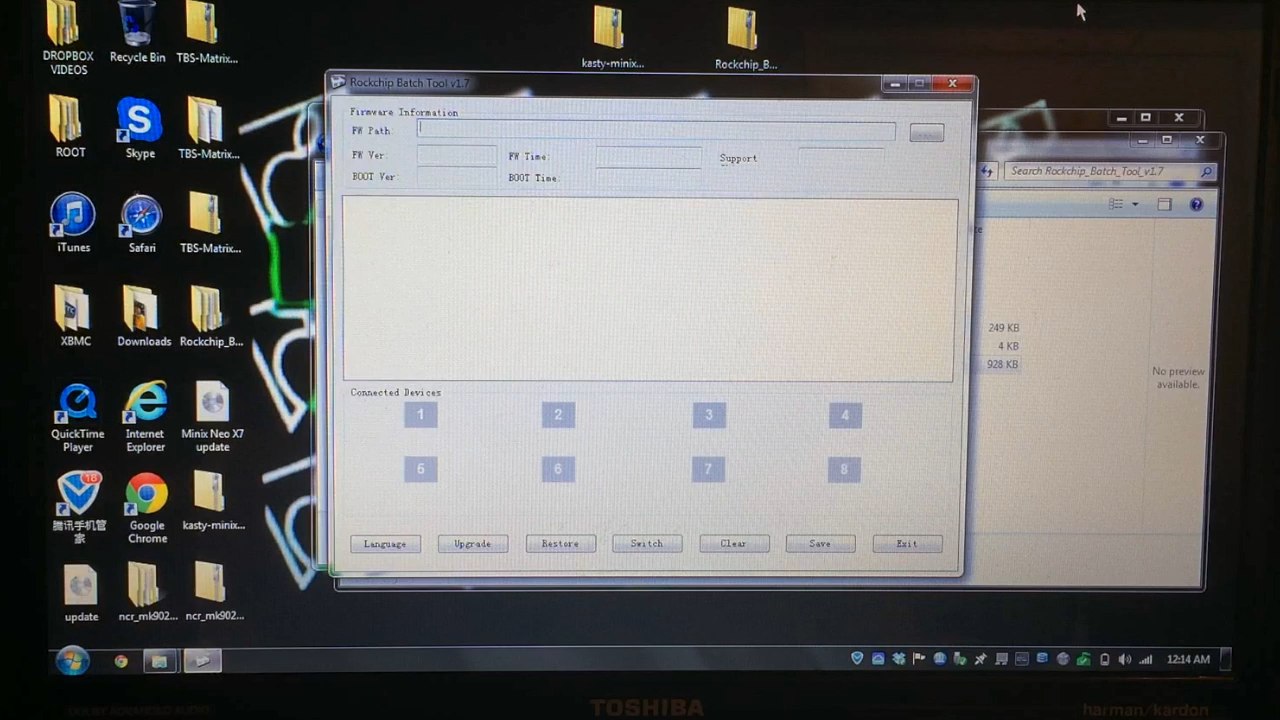 DROPBOX
VIDEOS
Recycle Bin
TBS-Matrix...
kasty-minix...
Rockchip_B...
ROOT
Skype
TBS-Matrix...
iTunes
Safari
TBS-Matrix...
XBMC
Downloads
Rockchip_B...
QuickTime
Player
Internet
Explorer
Minix Neo X7
update
18
腾讯手机管
家
Google
Chrome
kasty-minix...
update
ncr_mk902...
ncr_mk902...
Rockchip Batch Tool v1.7
Firmware Information
FW Path:
FW Ver:
FW Time:
Support
BOOT Ver:
BOOT Time:
Connected Devices
1
2
3
4
5
6
7
8
Language
Upgrade
Restore
Switch
Clear
Save
Exit
Search Rockchip_Batch_Tool_v1.7
249 KB
4 KB
928 KB
No preview
available.
12:14 AM
TOSHIBA
harman/kardon